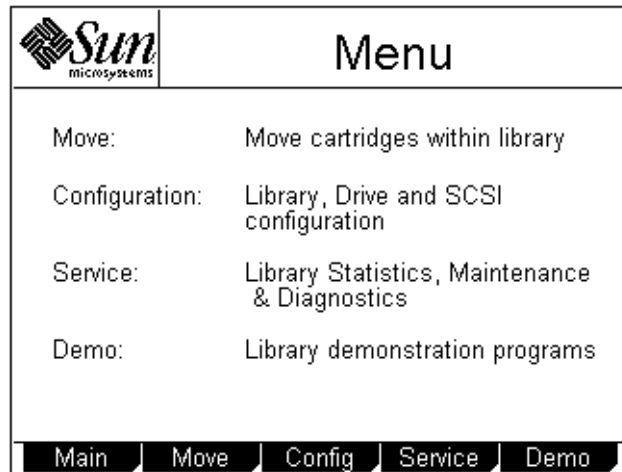 Sun
microsystems
Menu
Move: Move cartridges within library
Configuration: Library, Drive and SCSI
configuration
Service: Library Statistics, Maintenance
& Diagnostics
Demo: Library demonstration programs
Main Move Config Service Demo